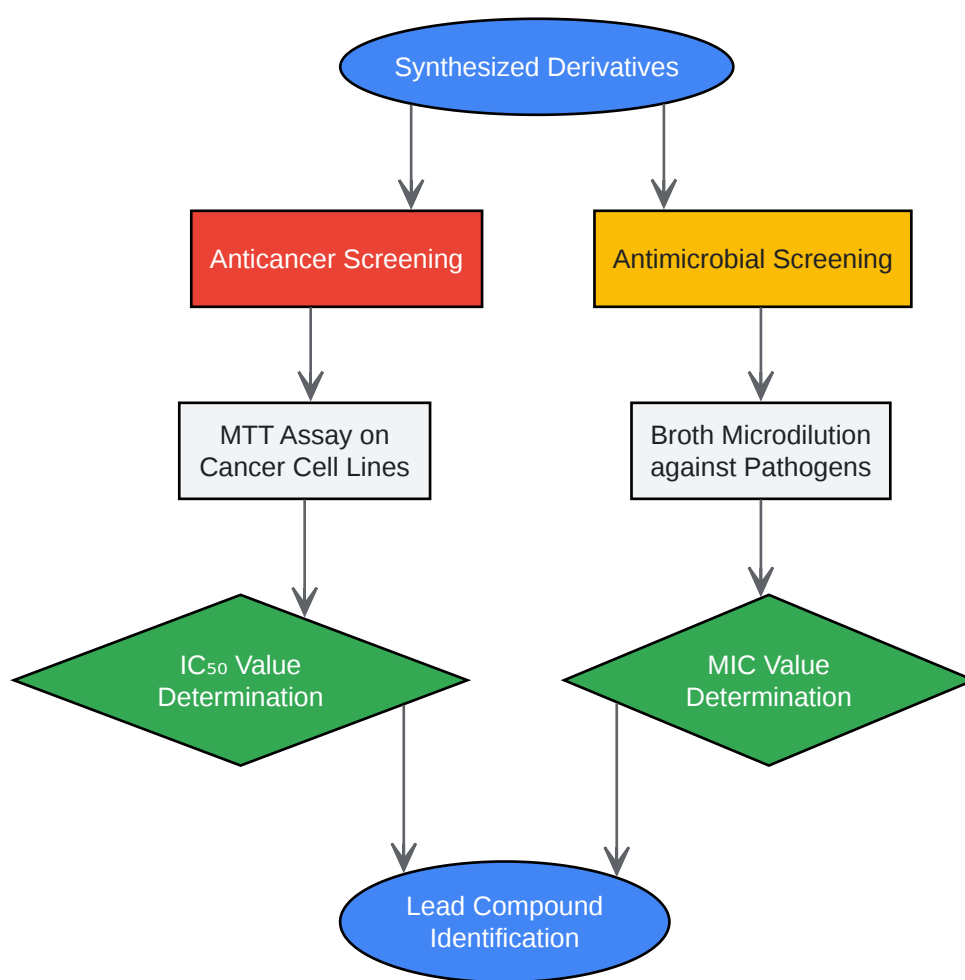 Synthesized Derivatives
Anticancer Screening
Antimicrobial Screening
MTT Assay on
Cancer Cell Lines
Broth Microdilution
against Pathogens
IC₅₀ Value
Determination
MIC Value
Determination
Lead Compound
Identification